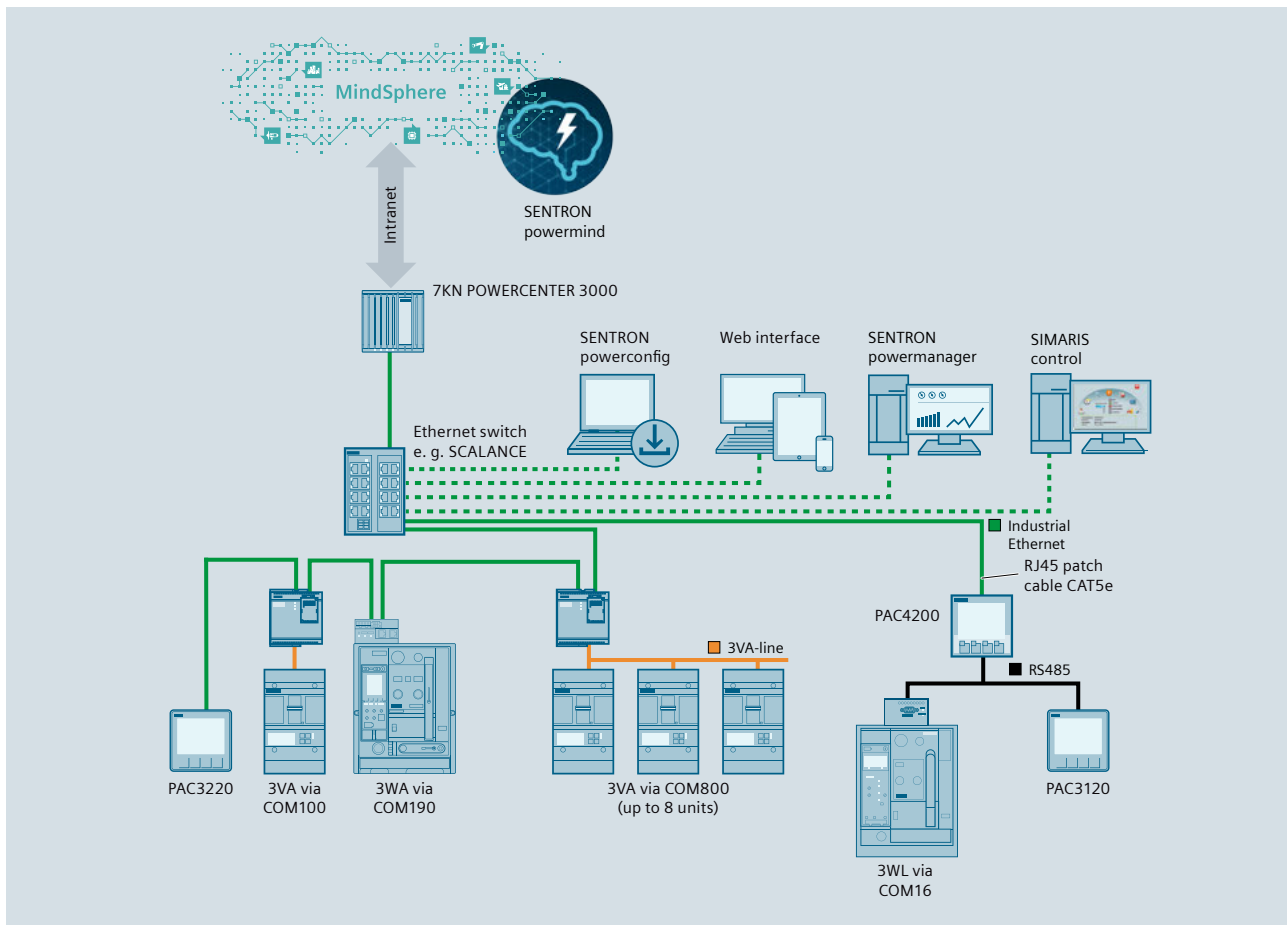 MindSphere
Intranet
SENTRON
powermind
7KN POWERCENTER 3000
SENTRON
powerconfig
Web interface
SENTRON
powermanager
SIMARIS
control
Ethernet switch
e. g. SCALANCE
Industrial
Ethernet
RJ45 patch
cable CAT5e
PAC4200
3VA-line
RS485
PAC3220
3VA via
COM100
3WA via
COM190
3VA via COM800
(up to 8 units)
PAC3120
3WL via
COM16